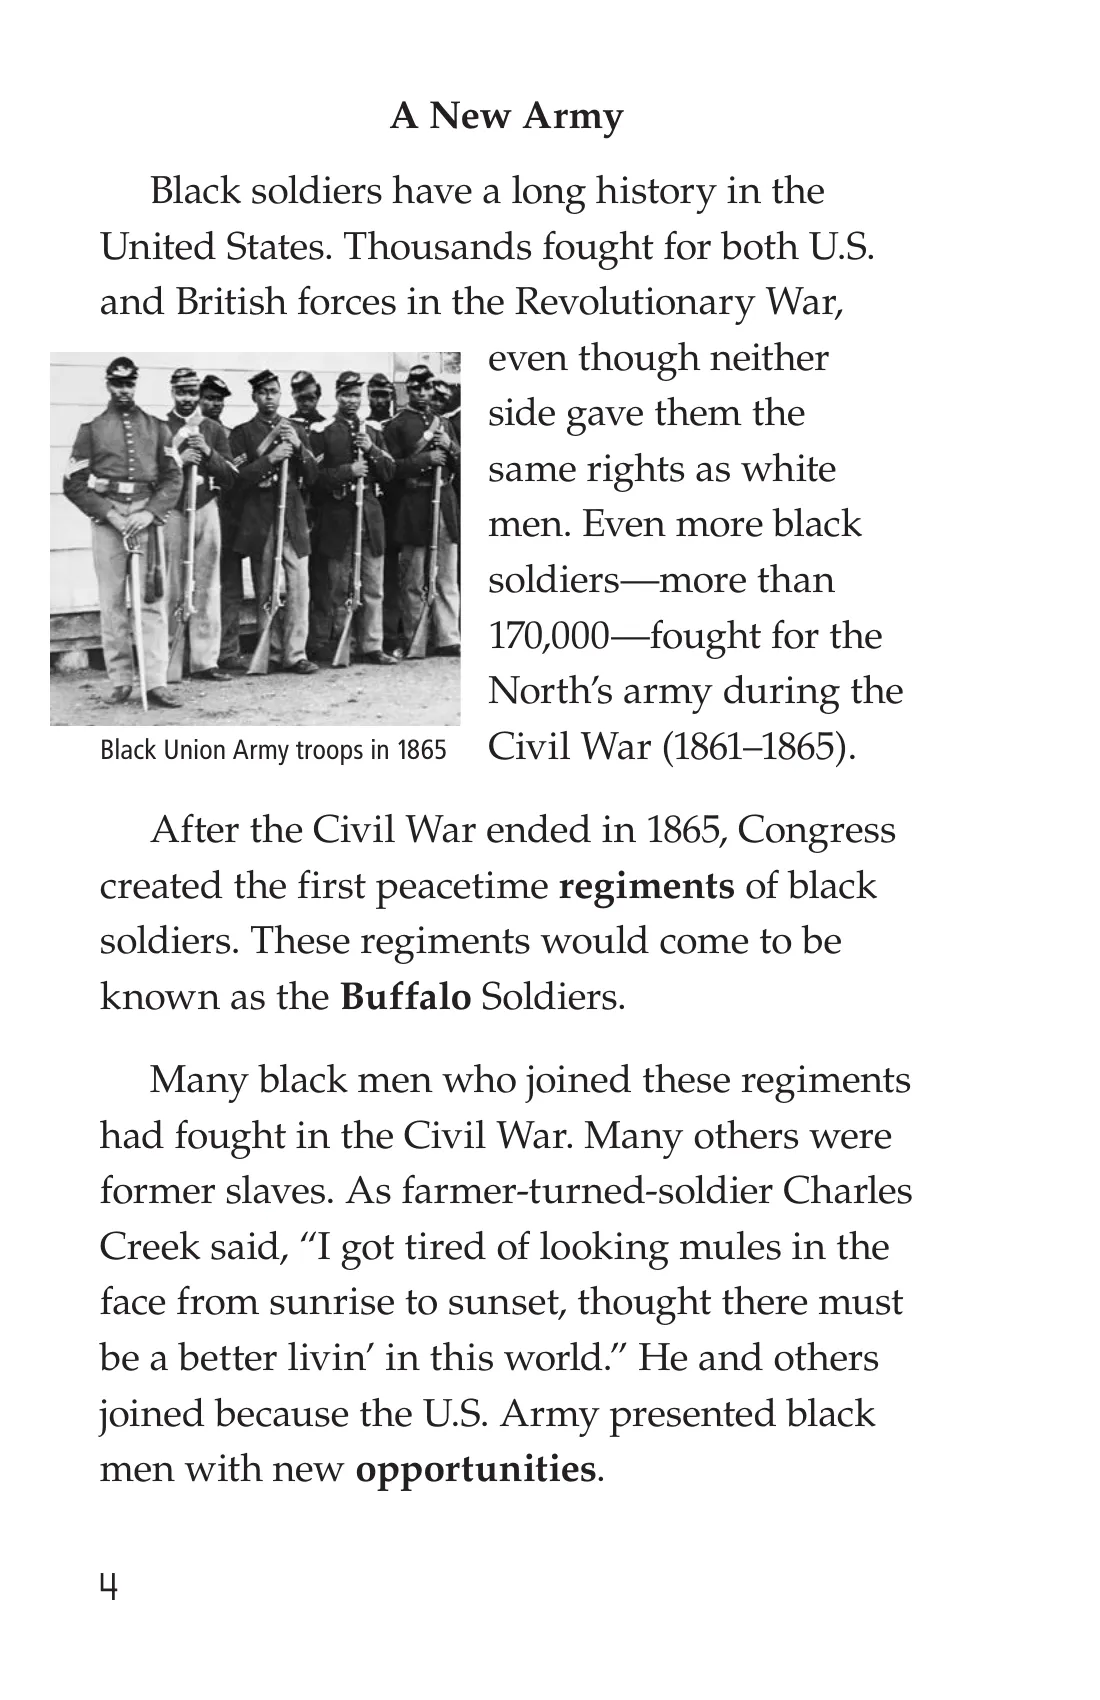 A New Army
Black soldiers have a long history in the
United States. Thousands fought for both U.S.
and British forces in the Revolutionary War,
even though neither
side gave them the
same rights as white
men. Even more black
soldiers—more than
170,000—fought for the
North’s army during the
Civil War (1861–1865).
Black Union Army troops in 1865
After the Civil War ended in 1865, Congress
created the first peacetime regiments of black
soldiers. These regiments would come to be
known as the Buffalo Soldiers.
Many black men who joined these regiments
had fought in the Civil War. Many others were
former slaves. As farmer-turned-soldier Charles
Creek said, “I got tired of looking mules in the
face from sunrise to sunset, thought there must
be a better livin’ in this world.” He and others
joined because the U.S. Army presented black
men with new opportunities.
4